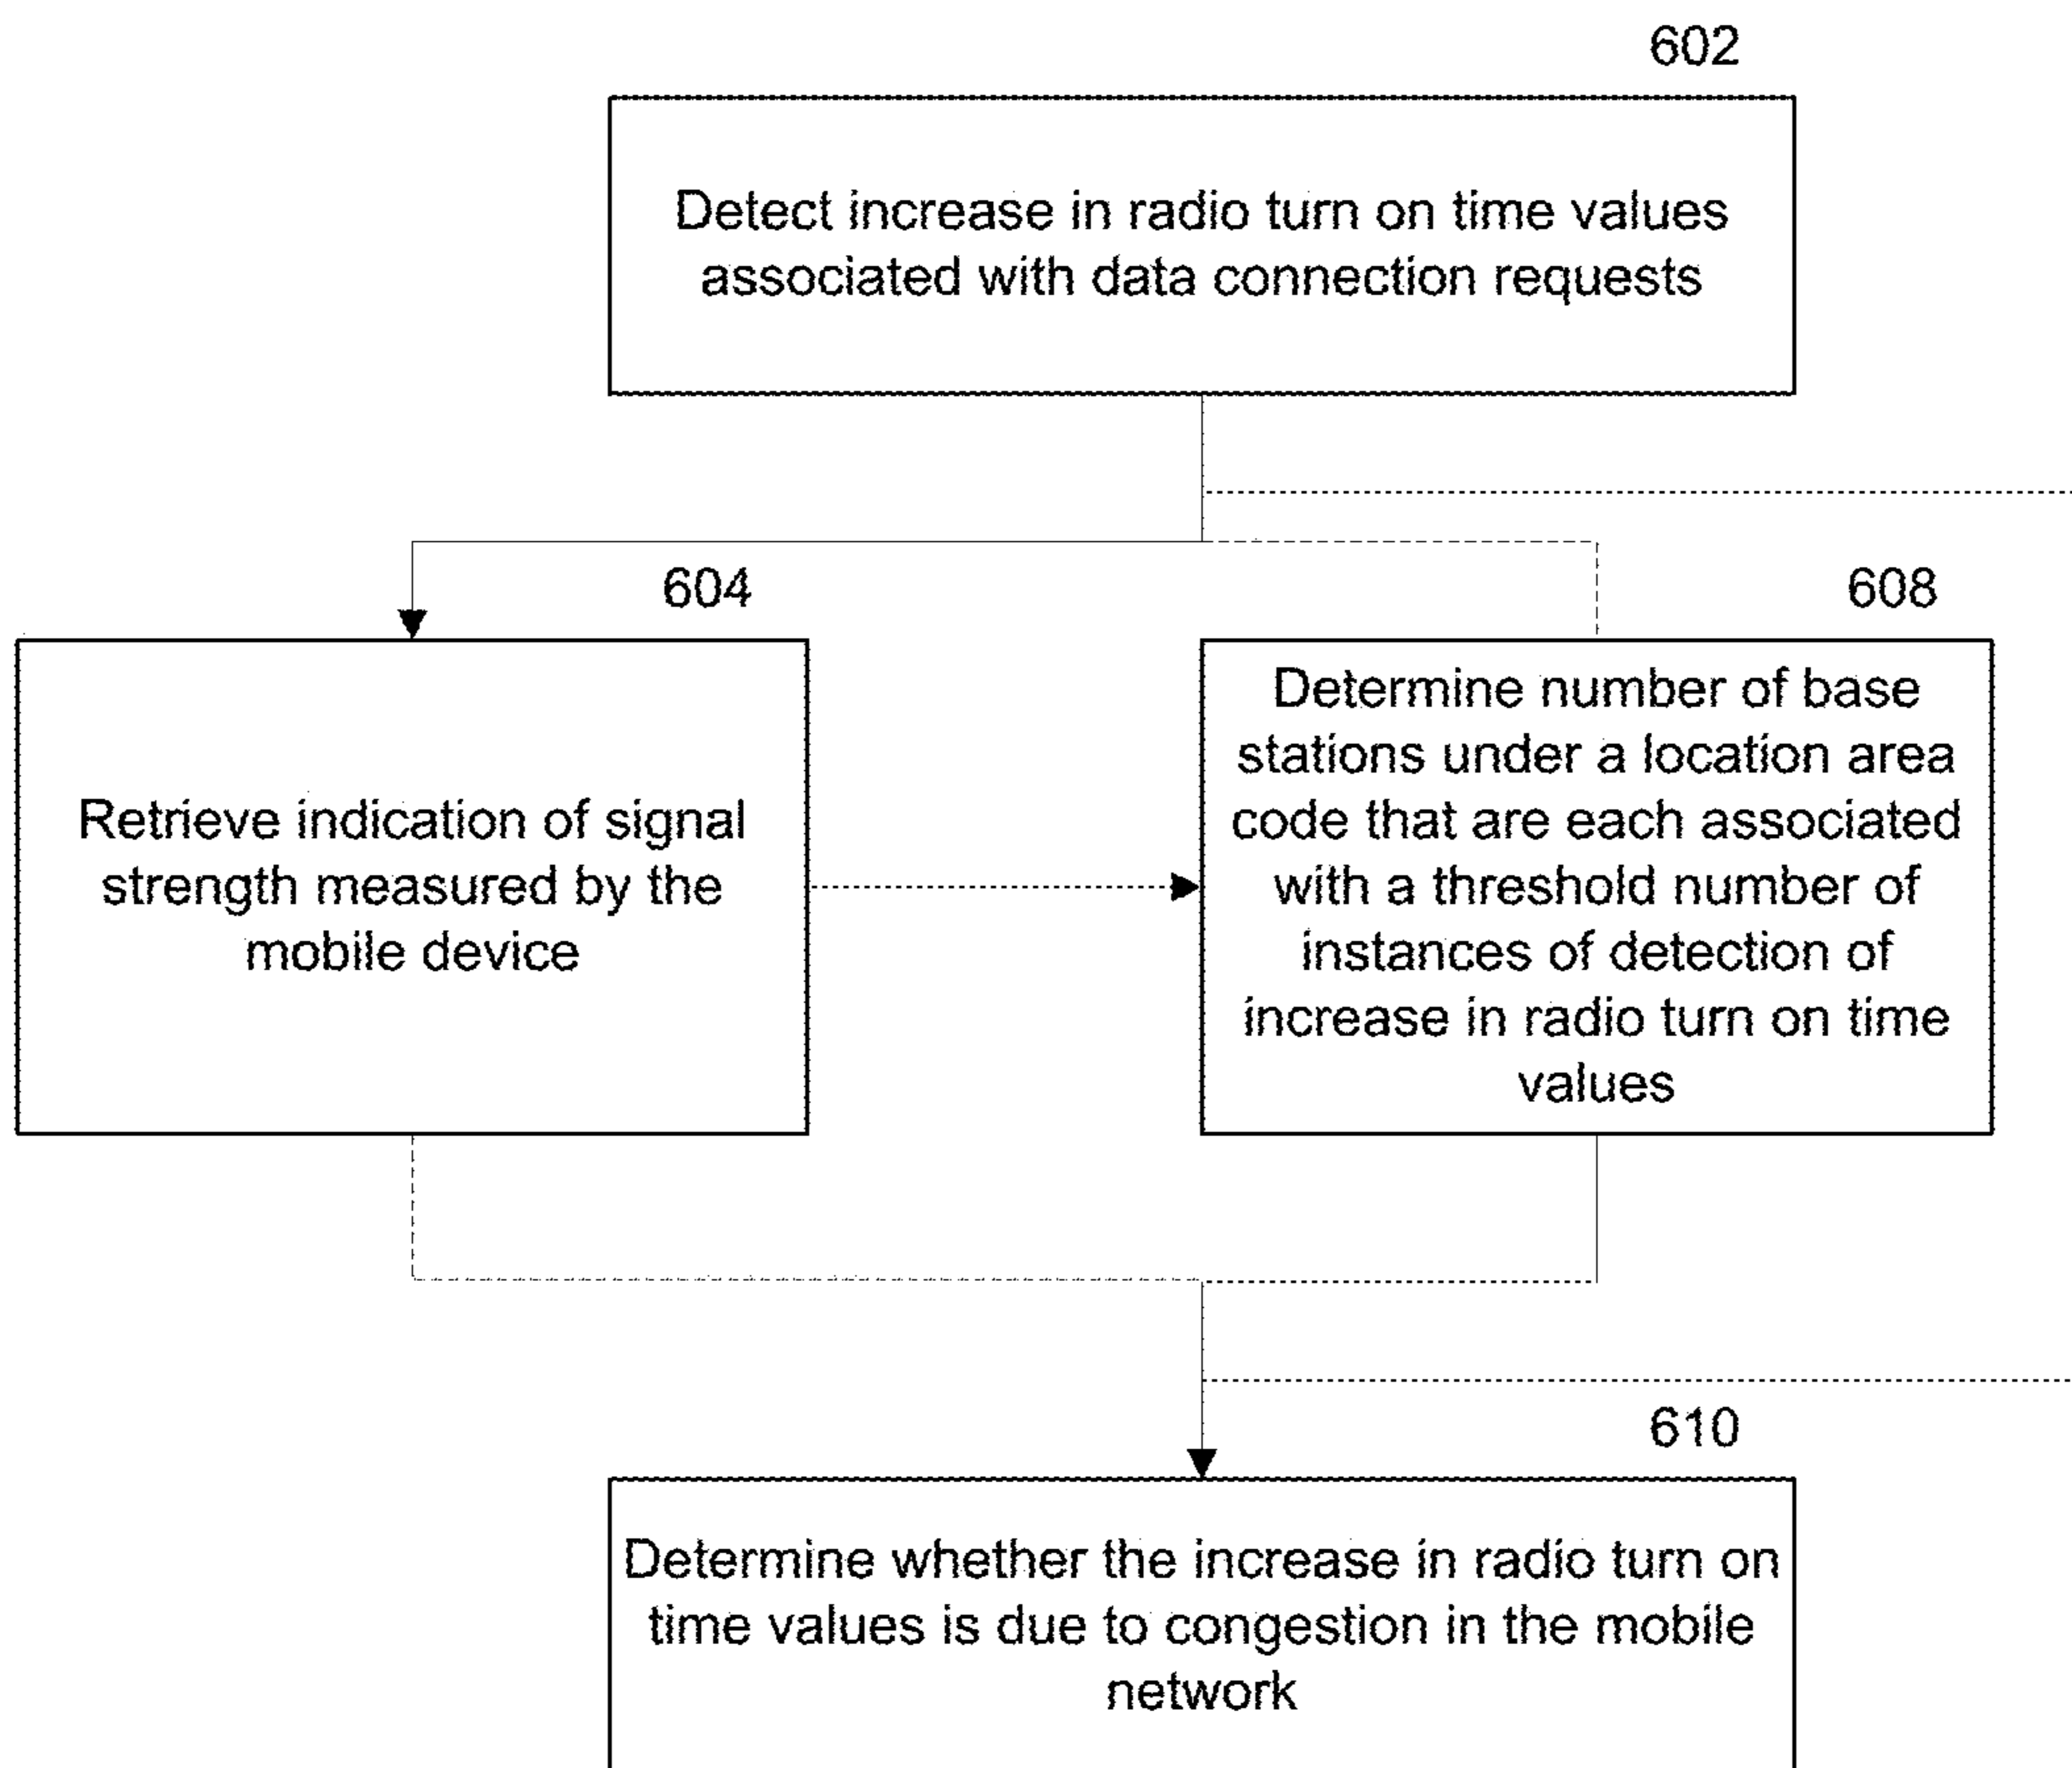 602
Detect increase in radio turn on time values
associated with data connection requests
604
Retrieve indication of signal
strength measured by the
mobile device
608
Determine number of base
stations under a location area
code that are each associated
with a threshold number of
instances of detection of
increase in radio turn on time
values
610
Determine whether the increase in radio turn on
time values is due to congestion in the mobile
network